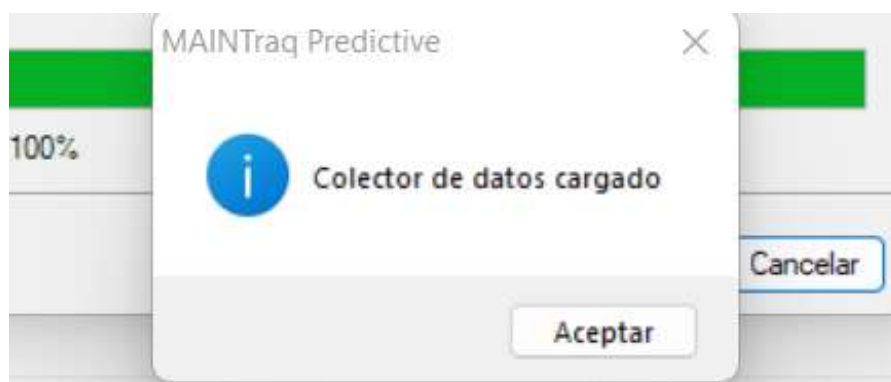 MAINTraq Predictive
100%
Colector de datos cargado
Cancelar
Aceptar